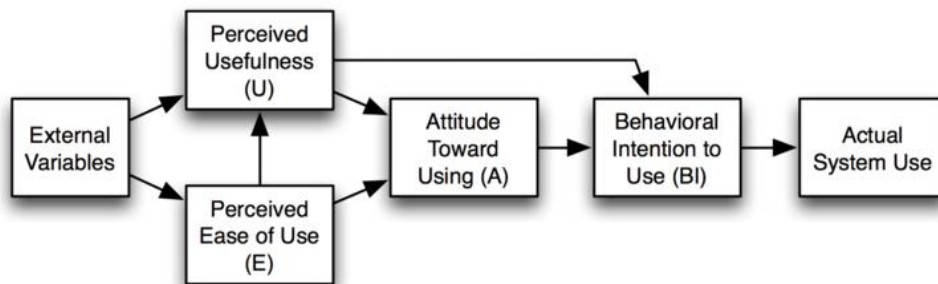 External
Variables
Perceived
Usefulness
(U)
Perceived
Ease of Use
(E)
Attitude
Toward
Using (A)
Behavioral
Intention to
Use (BI)
Actual
System Use